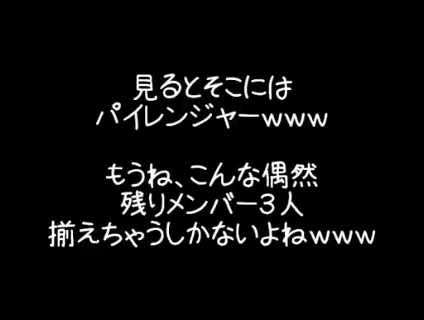 見るとそこには
パイレンジャーｗｗｗ
もうね、こんな偶然
残りメンバー３人
揃えちゃうしかないよねｗｗｗ